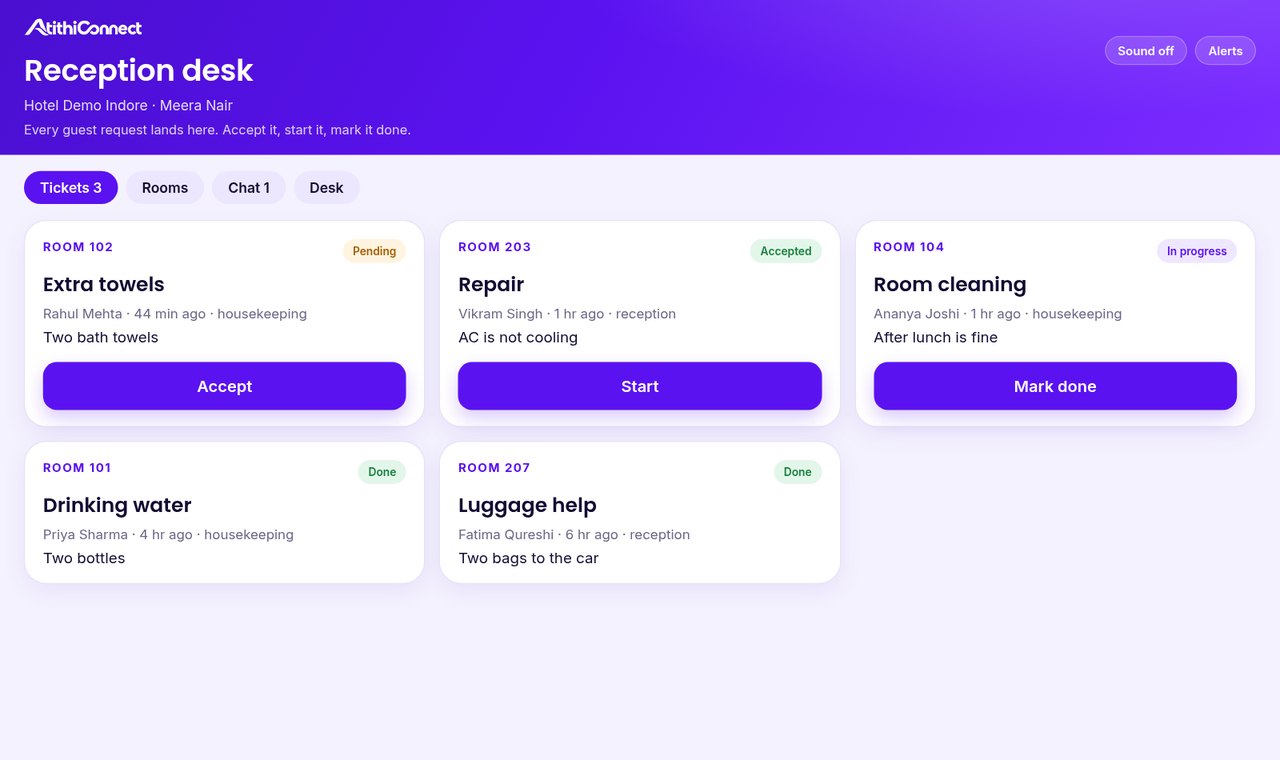 AtithiConnect
Reception desk
Hotel Demo Indore · Meera Nair
Every guest request lands here. Accept it, start it, mark it done.
Sound off
Alerts
Tickets 3
Rooms
Chat 1
Desk
ROOM 102
Pending
Extra towels
Rahul Mehta · 44 min ago · housekeeping
Two bath towels
Accept
ROOM 203
Accepted
Repair
Vikram Singh · 1 hr ago · reception
AC is not cooling
Start
ROOM 104
In progress
Room cleaning
Ananya Joshi · 1 hr ago · housekeeping
After lunch is fine
Mark done
ROOM 101
Done
Drinking water
Priya Sharma · 4 hr ago · housekeeping
Two bottles
ROOM 207
Done
Luggage help
Fatima Qureshi · 6 hr ago · reception
Two bags to the car